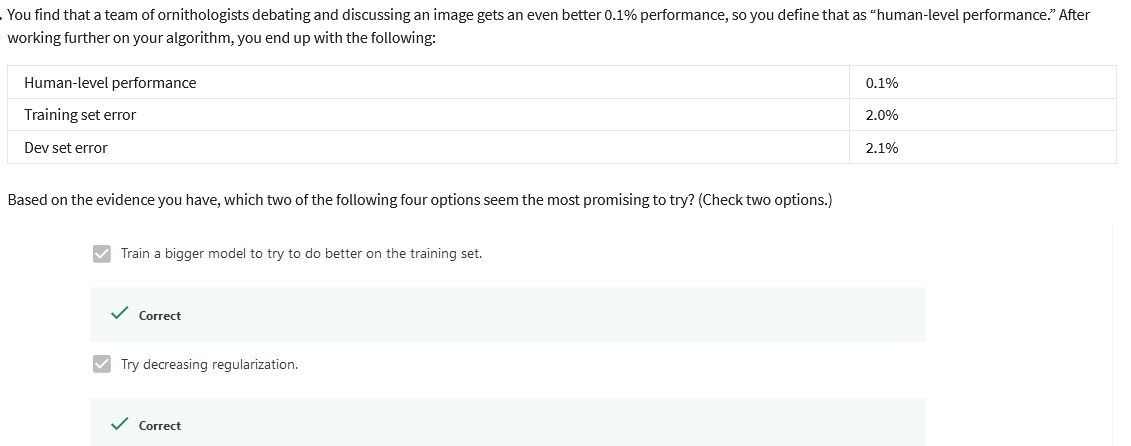 . You find that a team of ornithologists debating and discussing an image gets an even better 0.1% performance, so you define that as “human-level performance.” After
working further on your algorithm, you end up with the following:
Human-level performance 0.1%
Training set error 2.0%
Dev set error 2.1%
Based on the evidence you have, which two of the following four options seem the most promising to try? (Check two options.)
Train a bigger model to try to do better on the training set.
Correct
Try decreasing regularization.
Correct